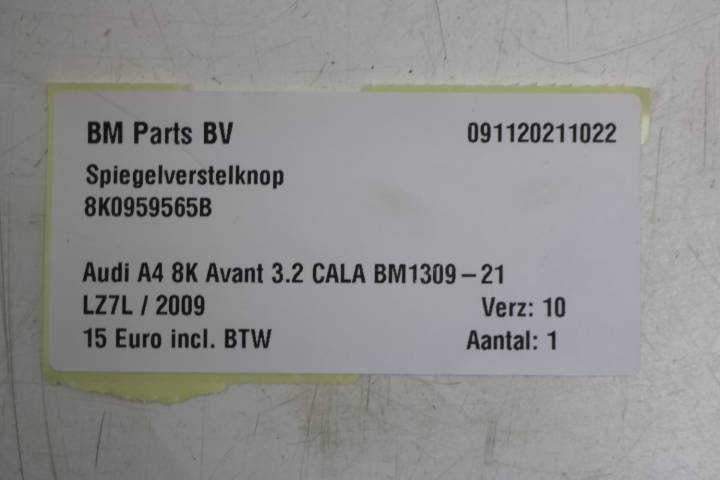 BM Parts BV 091120211022
Spiegelverstelknop
8K0959565B
Audi A4 8K Avant 3.2 CALA BM1309-21
LZ7L / 2009 Verz: 10
15 Euro incl. BTW Aantal: 1